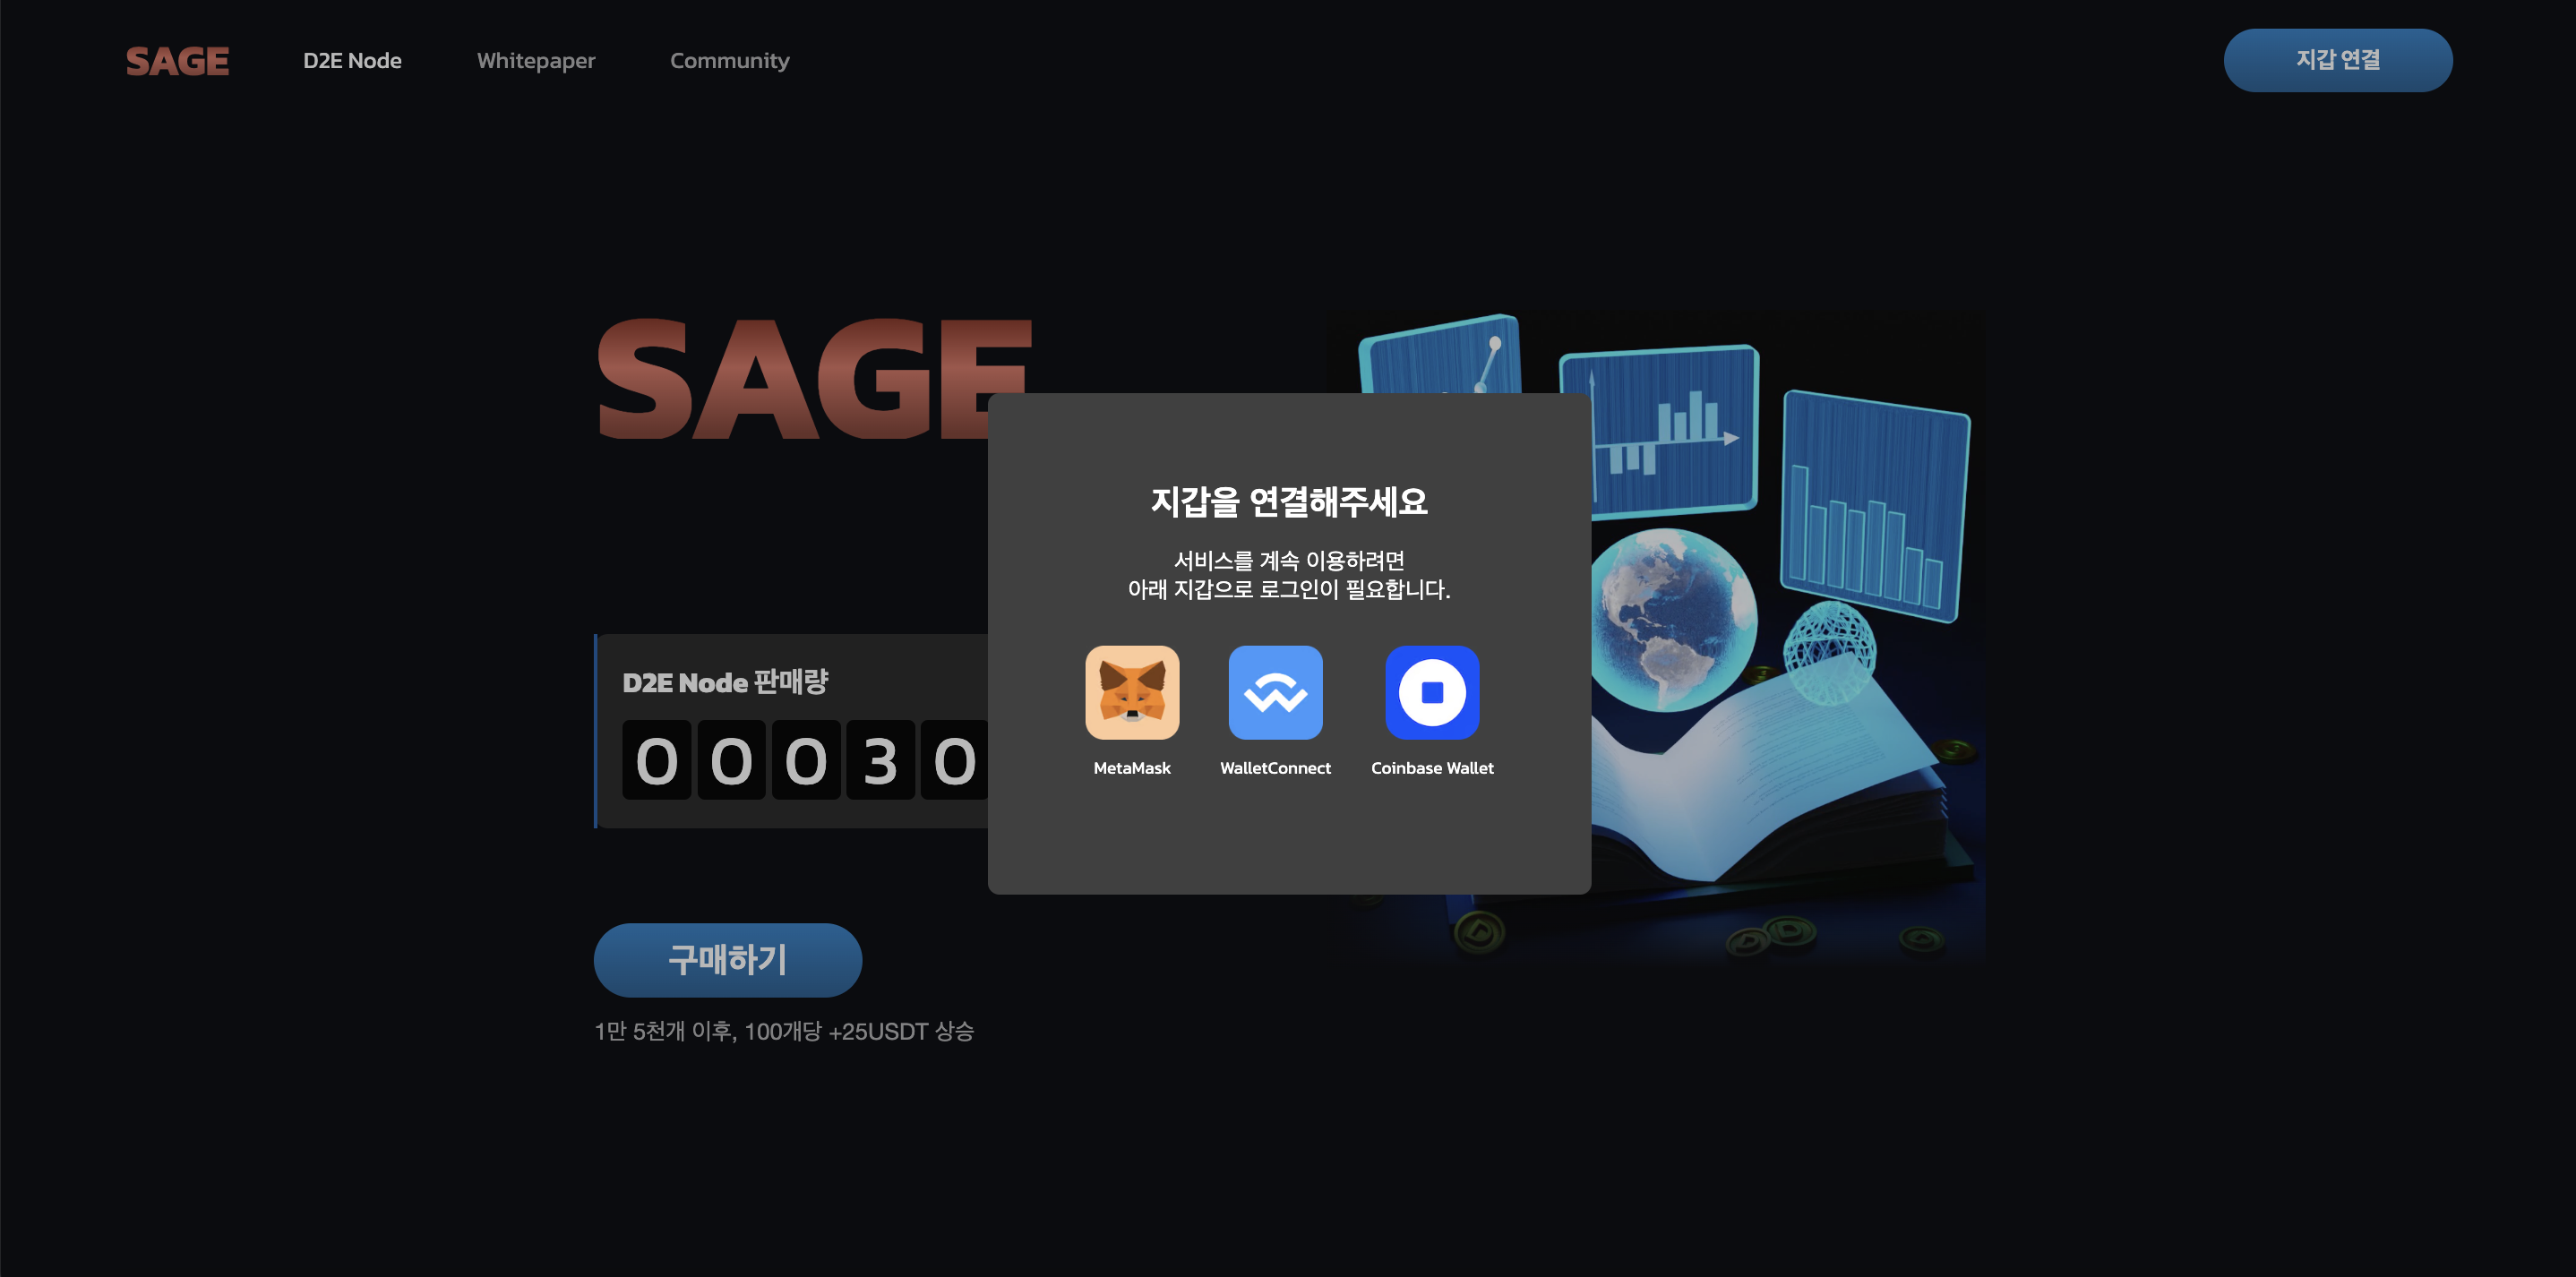 SAGE
D2E Node
Whitepaper
Community
지갑 연결
SAGE
지갑을 연결해주세요
서비스를 계속 이용하려면
아래 지갑으로 로그인이 필요합니다.
MetaMask
WalletConnect
Coinbase Wallet
D2E Node 판매량
0 0 0 3 0
구매하기
1만 5천개 이후, 100개당 +25USDT 상승